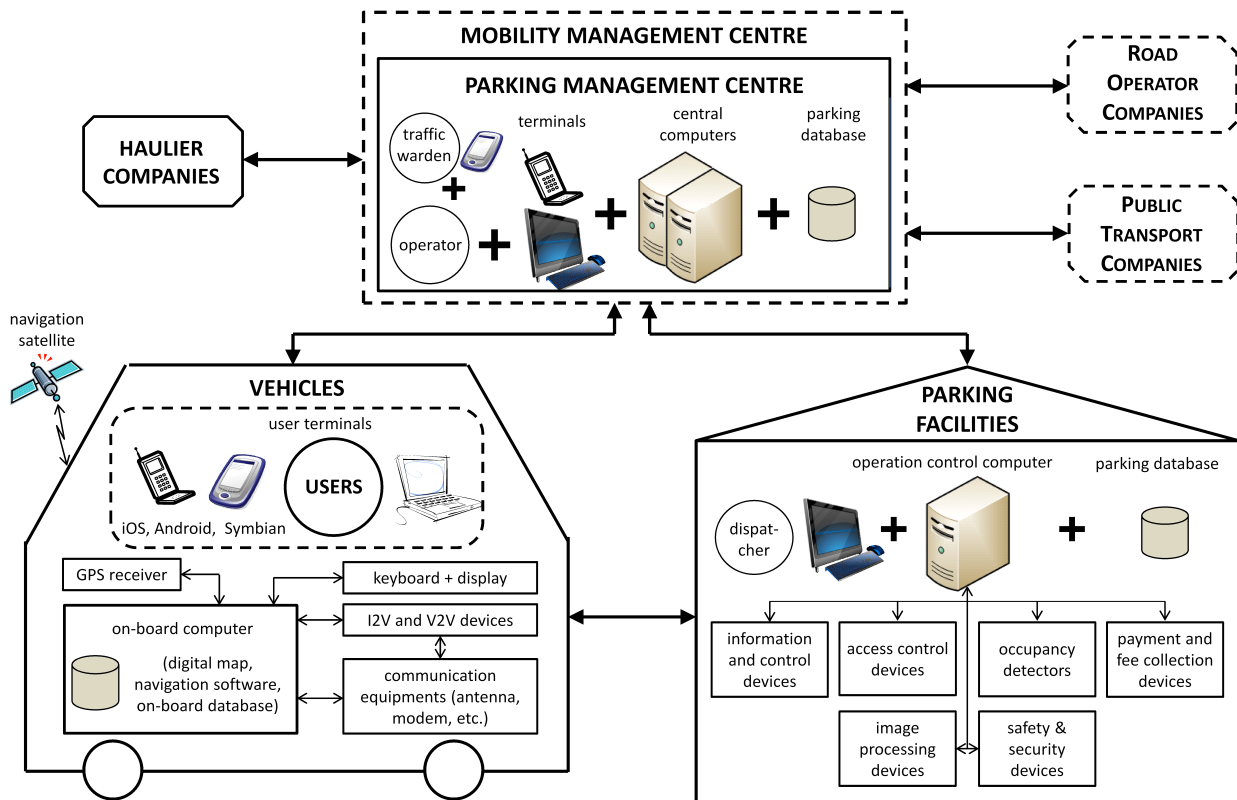 MOBILITY MANAGEMENT CENTRE
PARKING MANAGEMENT CENTRE
traffic
warden
terminals
central
computers
parking
database
operator
HAULIER
COMPANIES
ROAD
OPERATOR
COMPANIES
PUBLIC
TRANSPORT
COMPANIES
navigation
satellite
VEHICLES
user terminals
USERS
iOS, Android, Symbian
GPS receiver
keyboard + display
on-board computer
(digital map,
navigation software,
on-board database)
I2V and V2V devices
communication
equipments (antenna,
modem, etc.)
PARKING
FACILITIES
operation control computer
parking database
dispat-
cher
information
and control
devices
access control
devices
occupancy
detectors
payment and
fee collection
devices
image
processing
devices
safety &
security
devices